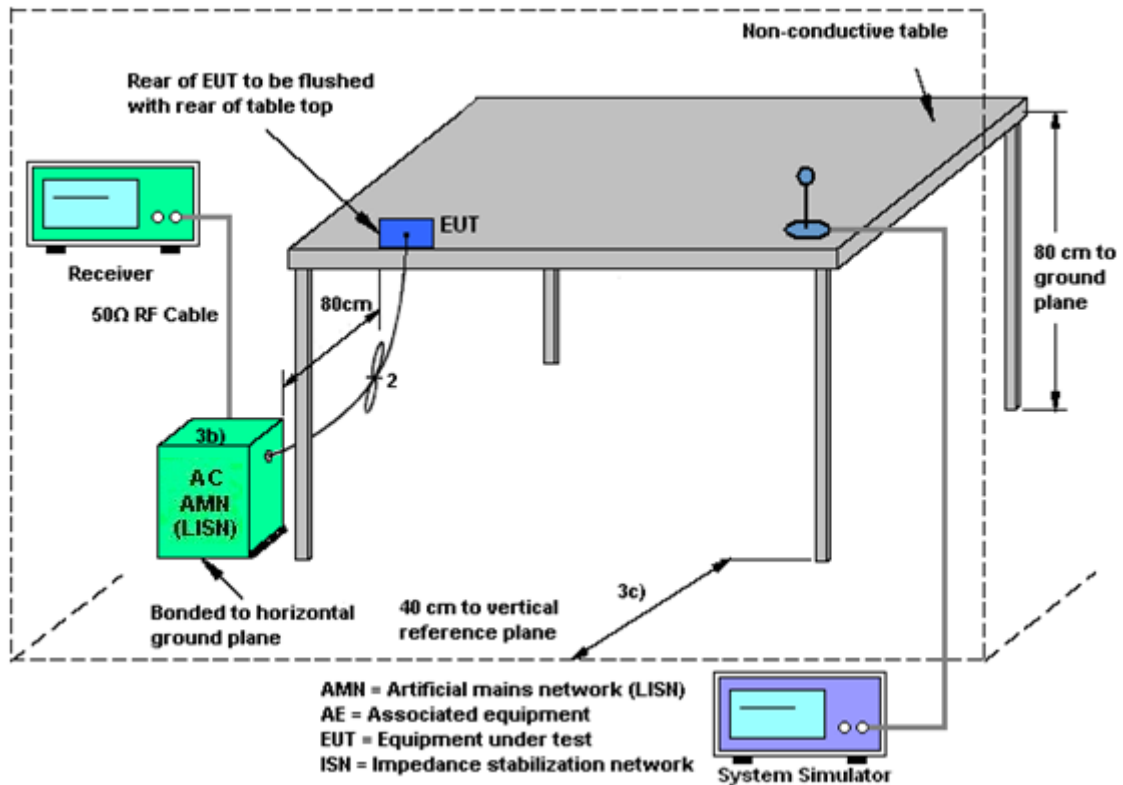 Non-conductive table
Rear of EUT to be flushed
with rear of table top
EUT
Receiver
50Ω RF Cable
80cm
80 cm to
ground
plane
2
3b)
AC
AMN
(LISN)
Bonded to horizontal
ground plane
40 cm to vertical
reference plane
3c)
AMN = Artificial mains network (LISN)
AE = Associated equipment
EUT = Equipment under test
ISN = Impedance stabilization network
System Simulator